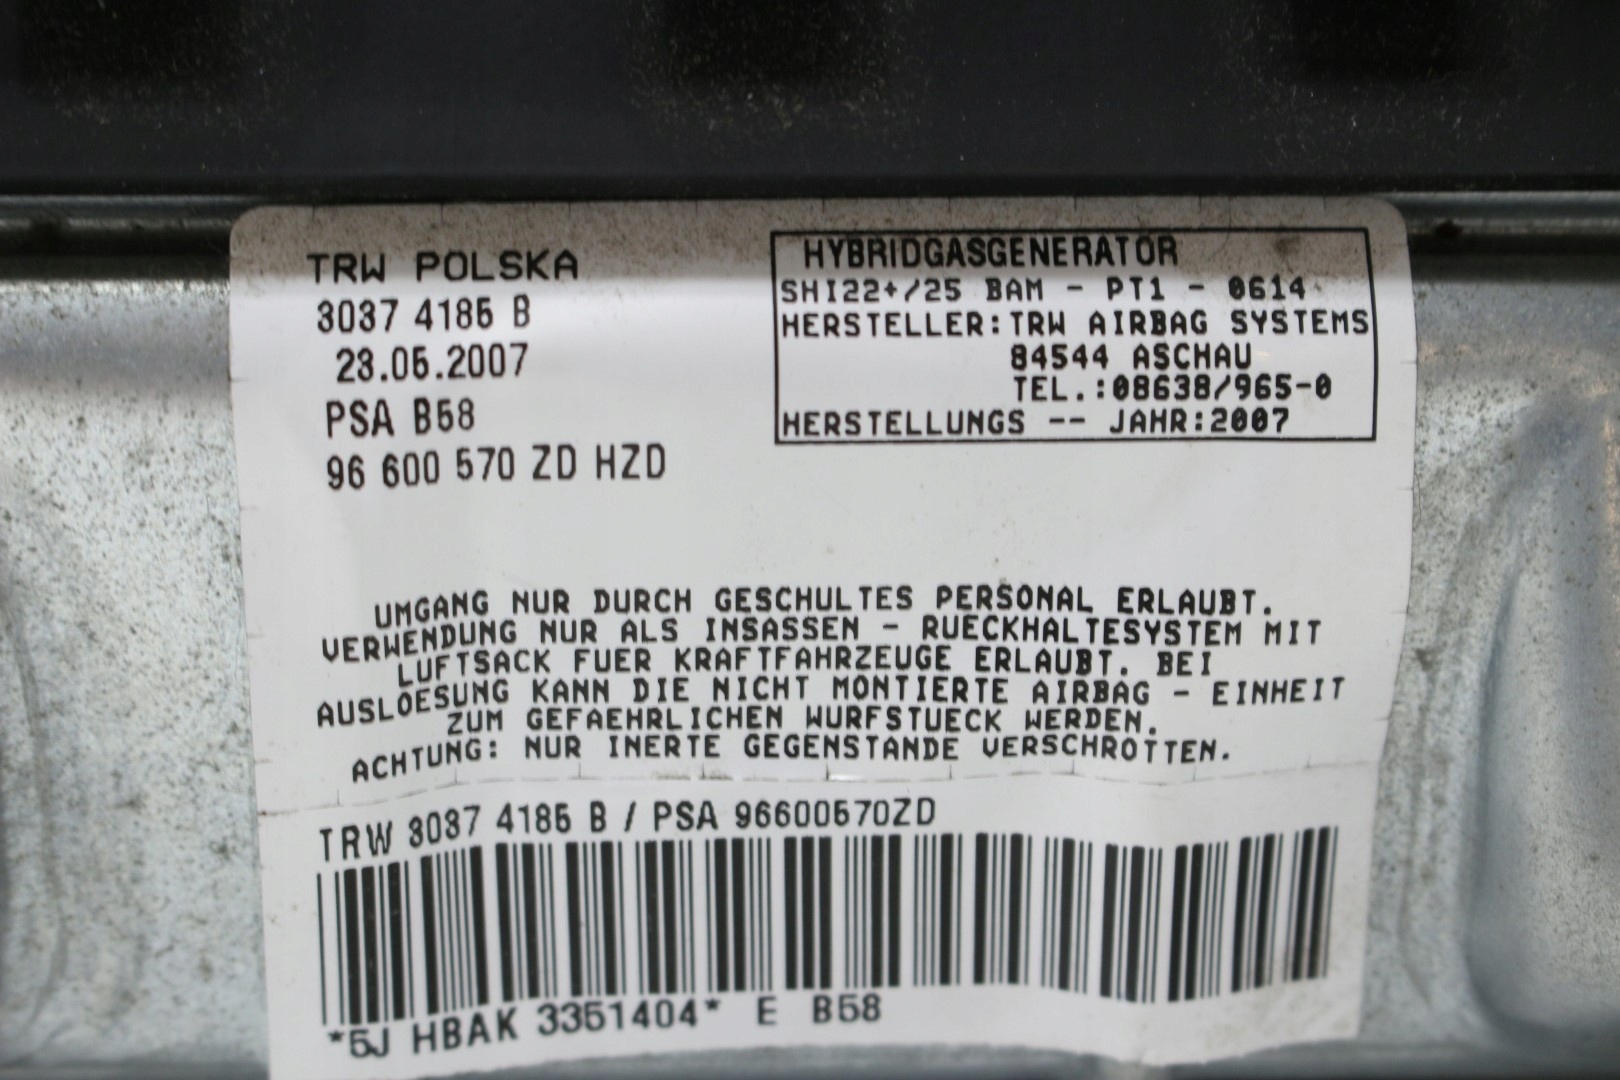 TRW POLSKA
3037 4185 B
23.05.2007
PSA B58
96 600 570 ZD HZD
HYBRIDGASGENERATOR
SHI22+/25 BAM - PT1 - 0614
HERSTELLER: TRW AIRBAG SYSTEMS
84544 ASCHAU
TEL.:08638/965-0
HERSTELLUNGS -- JAHR:2007
UMGANG NUR DURCH GESCHULTES PERSONAL ERLAUBT.
VERWENDUNG NUR ALS INSASSEN - RUECKHALTESYSTEM MIT
LUFTSACK FUER KRAFTFAHRZEUGE ERLAUBT. BEI
AUSLOESUNG KANN DIE NICHT MONTIERTE AIRBAG - EINHEIT
ZUM GEFAEHRLICHEN WURFSTUECK WERDEN.
ACHTUNG: NUR INERTE GEGENSTANDE VERSCHROTTEN.
TRW 3037 4185 B / PSA 96600570ZD
*5J HBAK 3351404* E B58